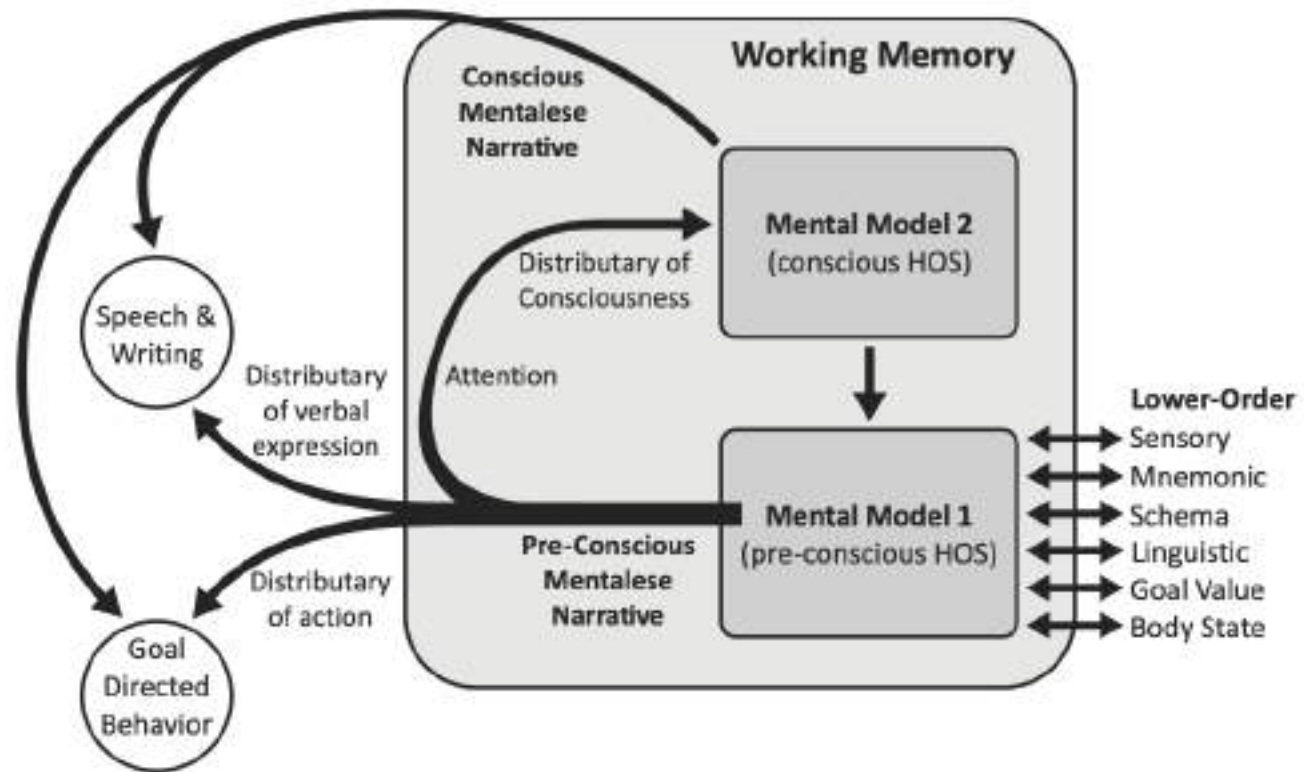 Working Memory
Conscious
Mentalese
Narrative
Mental Model 2
(conscious HOS)
Distributary of
Consciousness
Speech &
Writing
Distributary
of verbal
expression
Attention
Lower-Order
Sensory
Mnemonic
Schema
Linguistic
Goal Value
Body State
Mental Model 1
(pre-conscious HOS)
Pre-Conscious
Mentalese
Narrative
Distributary
of action
Goal
Directed
Behavior